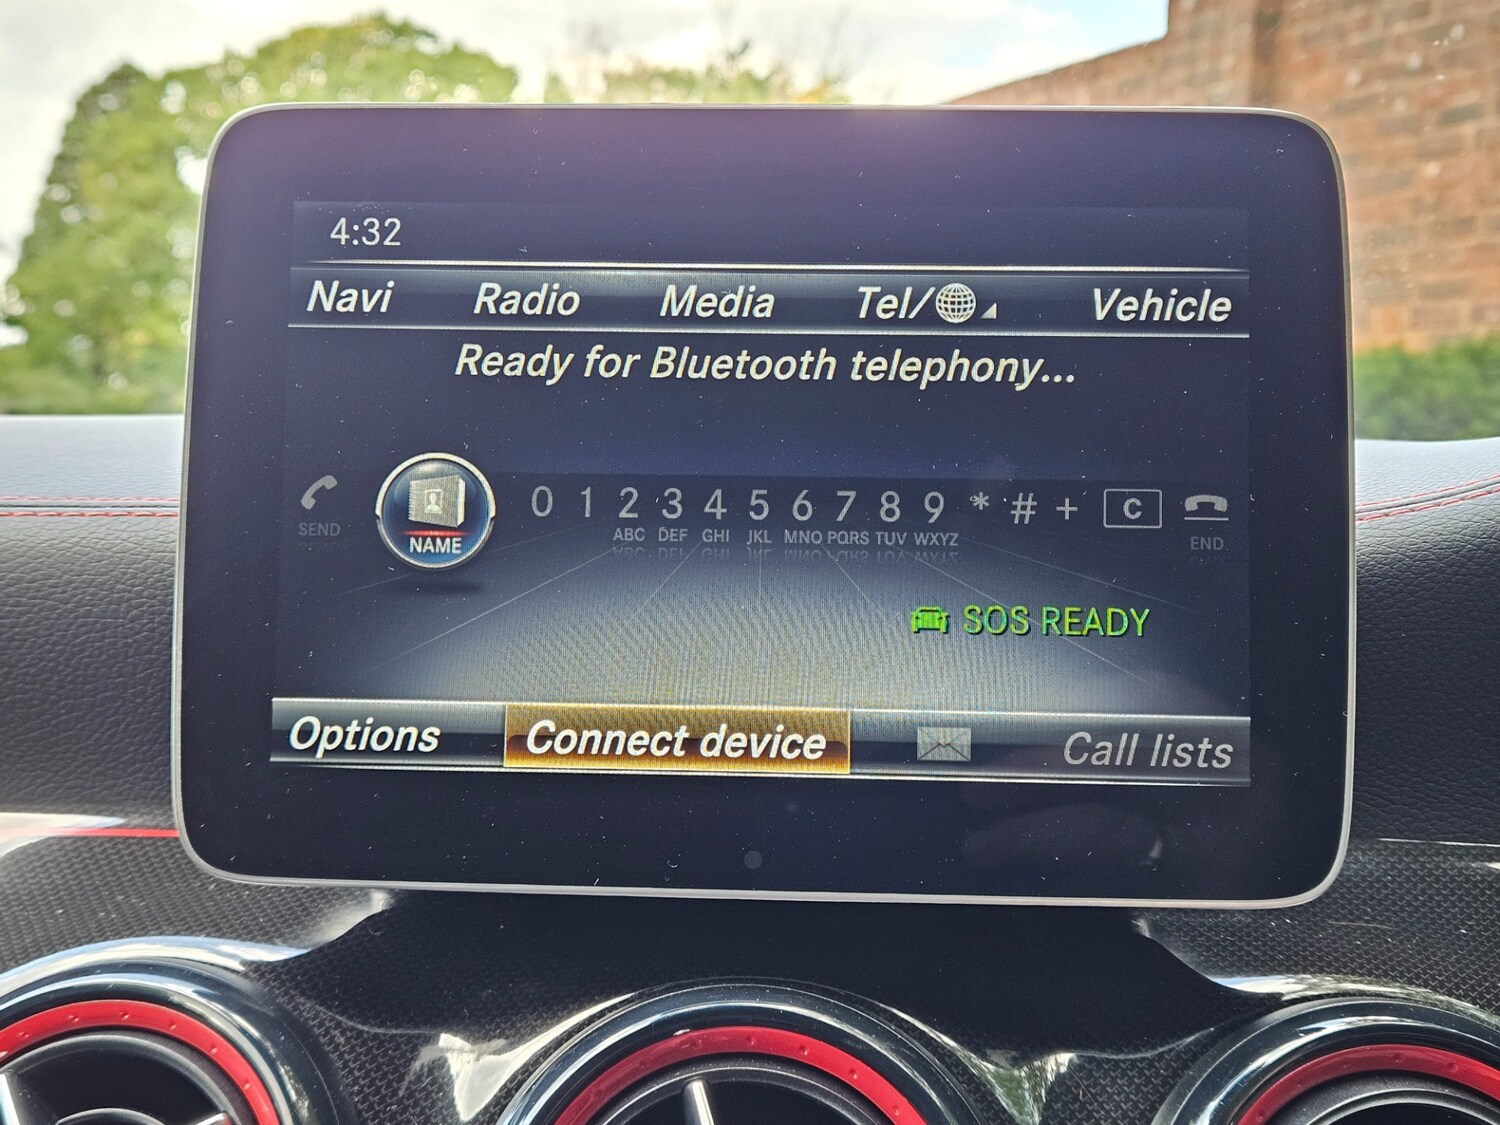 4:32
Navi Radio Media Tel/ Vehicle
Ready for Bluetooth telephony...
SEND NAME 0 1 2 3 4 5 6 7 8 9 * # + C END
ABC DEF GHI JKL MNO PQRS TUV WXYZ
SOS READY
Options Connect device Call lists